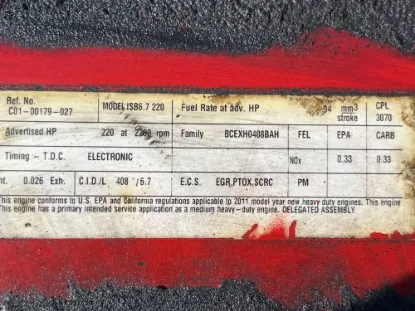 Ref. No. MODEL ISB6.7 220 Fuel Rate at adv. HP 94 mm3 CPL
C01-00179-027 stroke 3070
Advertised HP 220 at rpm Family BCEXH0408BAH FEL EPA CARB
Timing - T.D.C. ELECTRONIC NOx 0.33 0.33
nt. 0.026 Exh. C.I.D./L 408 /6.7 E.C.S. EGR,PTOX,SCRC PM
This engine conforms to U.S. EPA and California regulations applicable to 2011 model year new heavy duty engines. This engine
This engine has a primary intended service application as a medium heavy-duty engine. DELEGATED ASSEMBLY